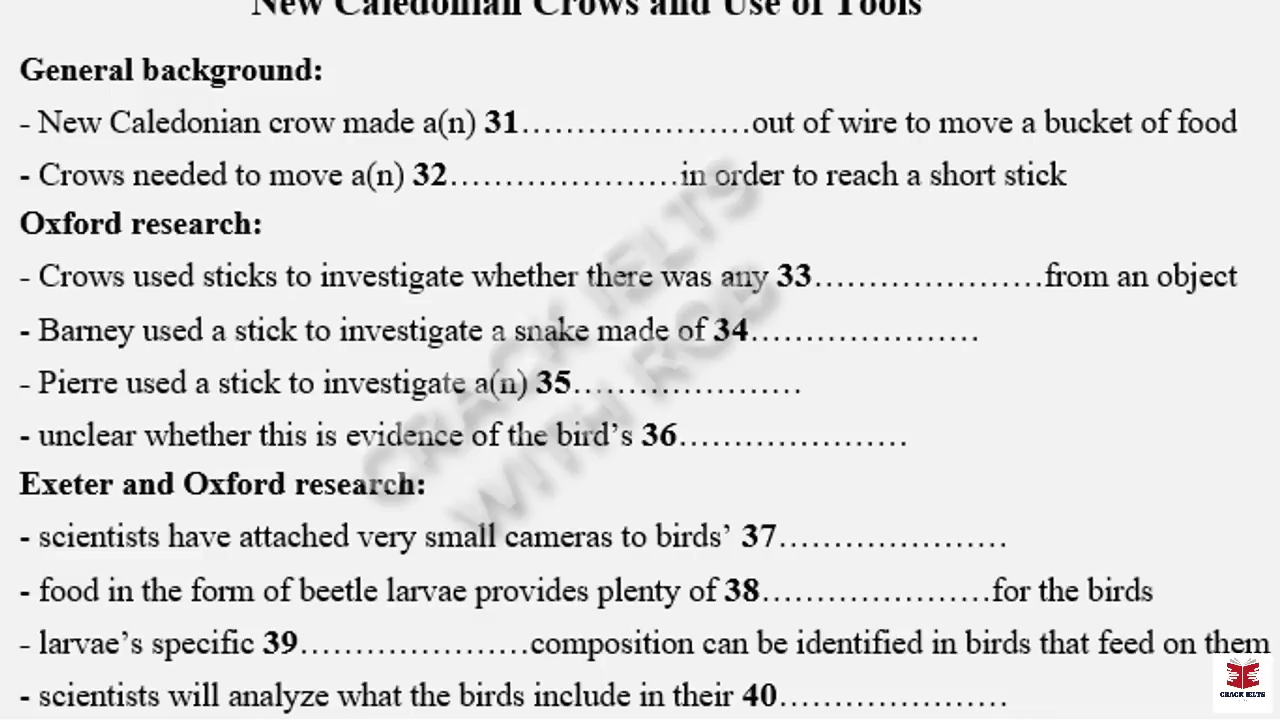 New Caledonian Crows and Use of Tools
General background:
- New Caledonian crow made a(n) 31.....................out of wire to move a bucket of food
- Crows needed to move a(n) 32.....................in order to reach a short stick
Oxford research:
- Crows used sticks to investigate whether there was any 33.....................from an object
- Barney used a stick to investigate a snake made of 34.....................
- Pierre used a stick to investigate a(n) 35.....................
- unclear whether this is evidence of the bird's 36.....................
Exeter and Oxford research:
- scientists have attached very small cameras to birds' 37.....................
- food in the form of beetle larvae provides plenty of 38.....................for the birds
- larvae's specific 39.....................composition can be identified in birds that feed on them
- scientists will analyze what the birds include in their 40.....................
CRACK IELTS
WITH ROB
CRACK IELTS